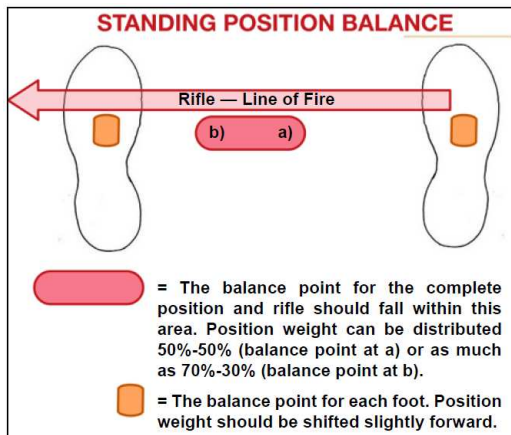 STANDING POSITION BALANCE
Rifle — Line of Fire
b) a)
= The balance point for the complete
position and rifle should fall within this
area. Position weight can be distributed
50%-50% (balance point at a) or as much
as 70%-30% (balance point at b).
= The balance point for each foot. Position
weight should be shifted slightly forward.